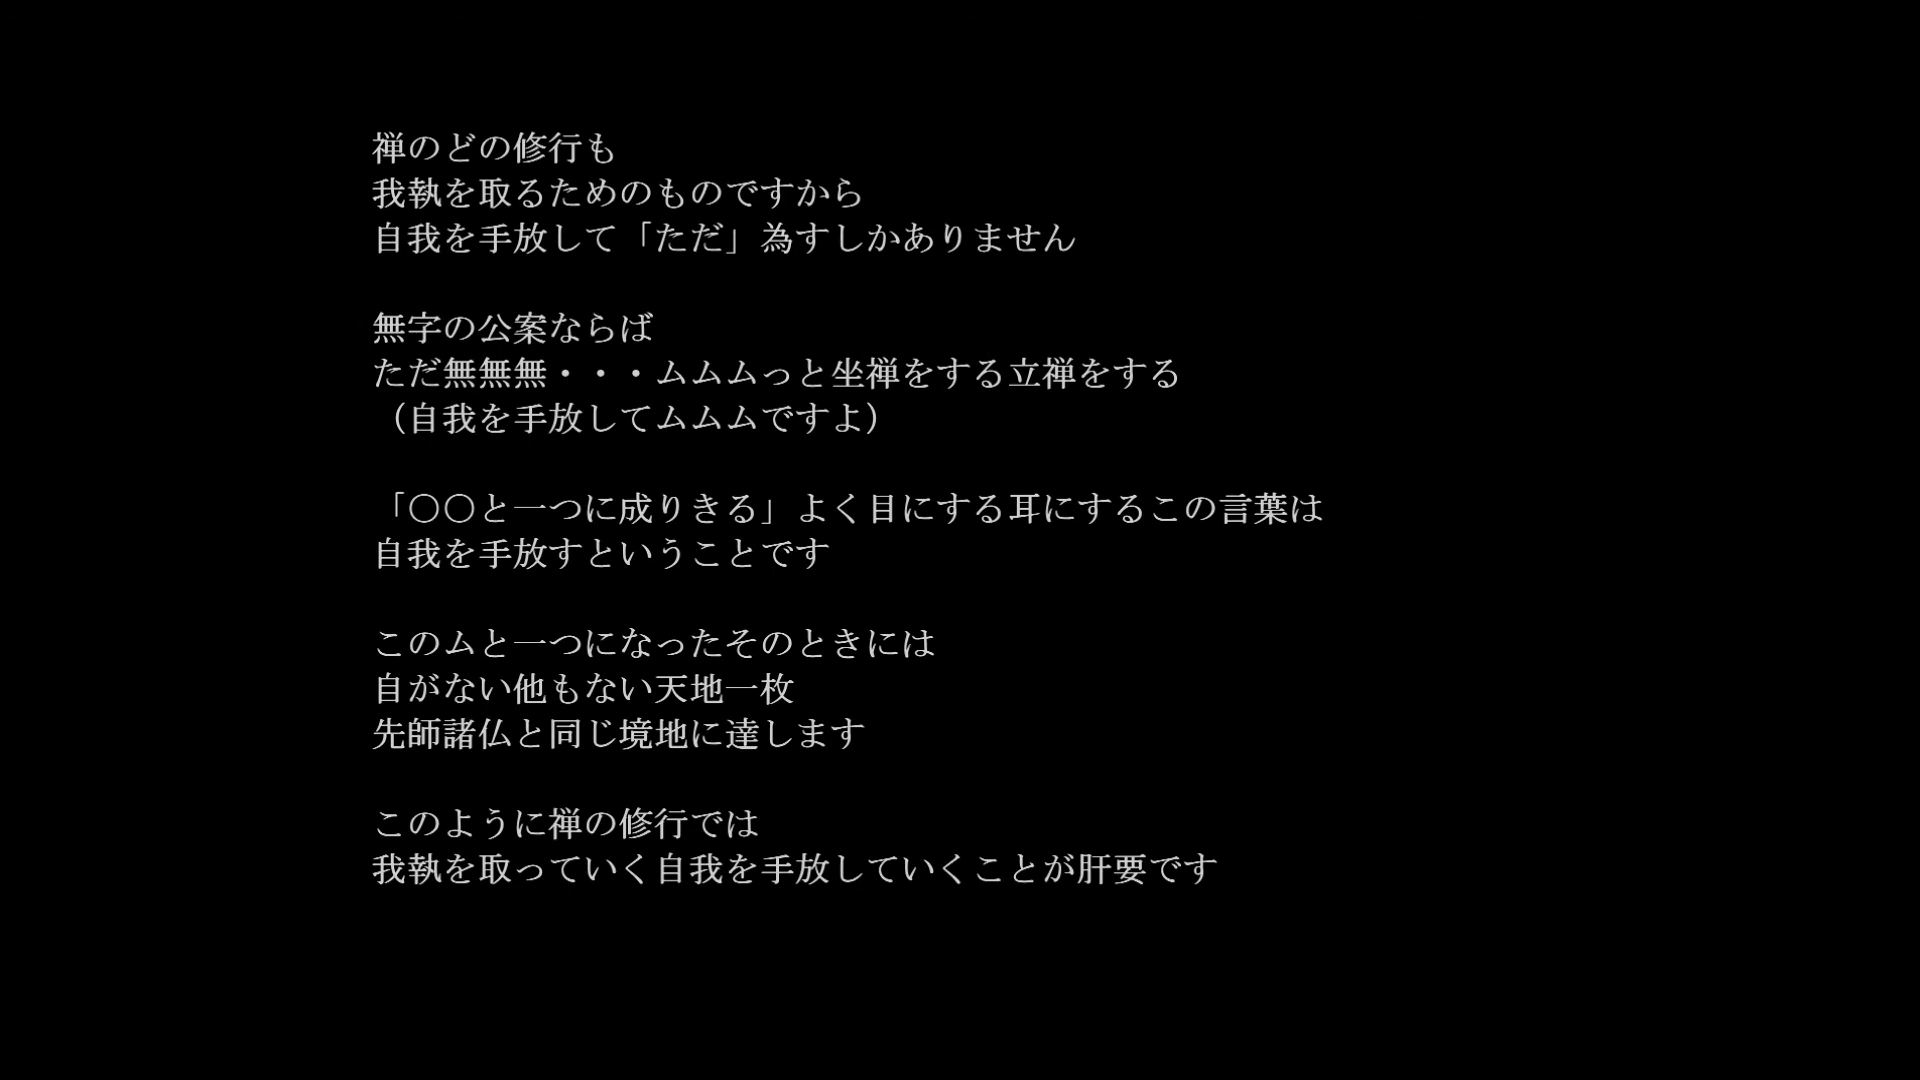 禅のどの修行も
我執を取るためのものですから
自我を手放して「ただ」為すしかありません
無字の公案ならば
ただ無無無・・・ムムムっと坐禅をする立禅をする
（自我を手放してムムムですよ）
「〇〇と一つに成りきる」よく目にする耳にするこの言葉は
自我を手放すということです
このムと一つになったそのときには
自がない他もない天地一枚
先師諸仏と同じ境地に達します
このように禅の修行では
我執を取っていく自我を手放していくことが肝要です